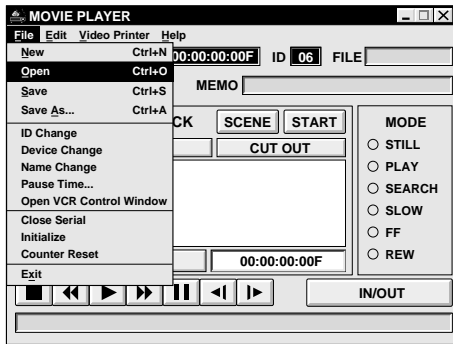 MOVIE PLAYER
File Edit Video Printer Help
New Ctrl+N
Open Ctrl+O
Save Ctrl+S
Save As... Ctrl+A
ID Change
Device Change
Name Change
Pause Time...
Open VCR Control Window
Close Serial
Initialize
Counter Reset
Exit
00:00:00:00F ID 06 FILE
MEMO
CK SCENE START
CUT OUT
00:00:00:00F
MODE
STILL
PLAY
SEARCH
SLOW
FF
REW
IN/OUT